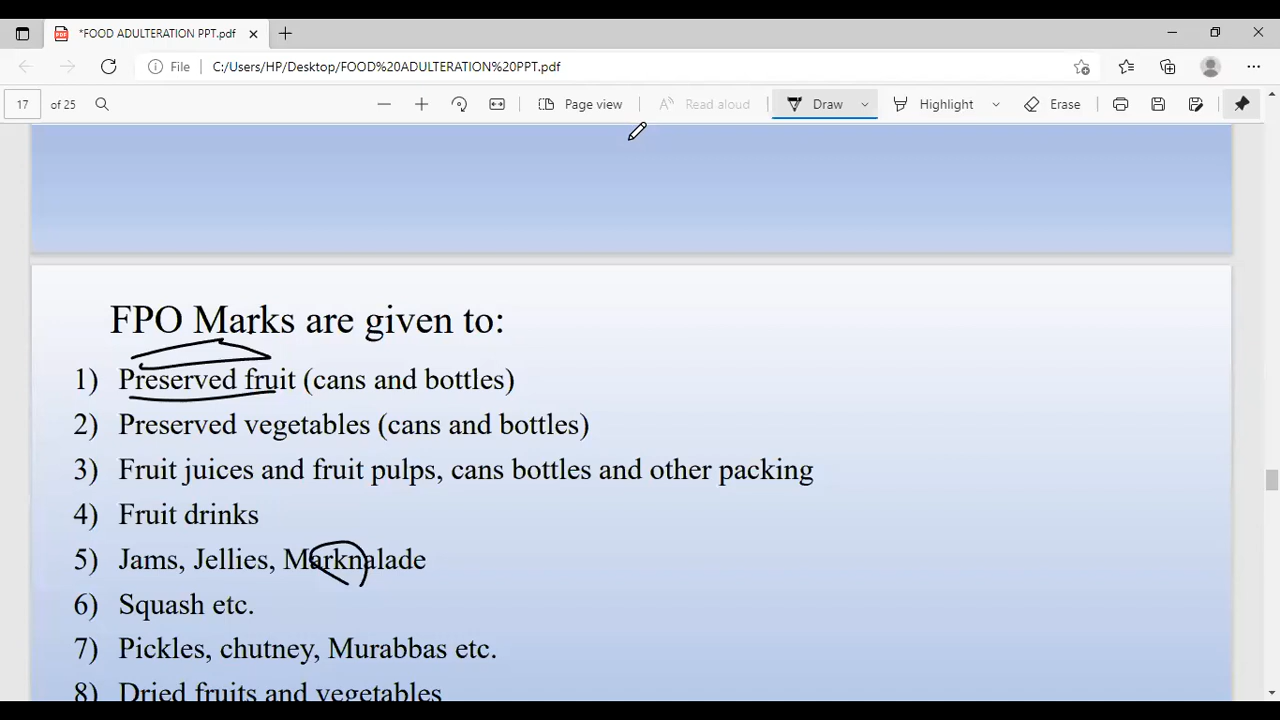 *FOOD ADULTERATION PPT.pdf
File C:/Users/HP/Desktop/FOOD%20ADULTERATION%20PPT.pdf
17 of 25 Page view Read aloud Draw Highlight Erase
FPO Marks are given to:
1) Preserved fruit (cans and bottles)
2) Preserved vegetables (cans and bottles)
3) Fruit juices and fruit pulps, cans bottles and other packing
4) Fruit drinks
5) Jams, Jellies, Marknalade
6) Squash etc.
7) Pickles, chutney, Murabbas etc.
8) Dried fruits and vegetables